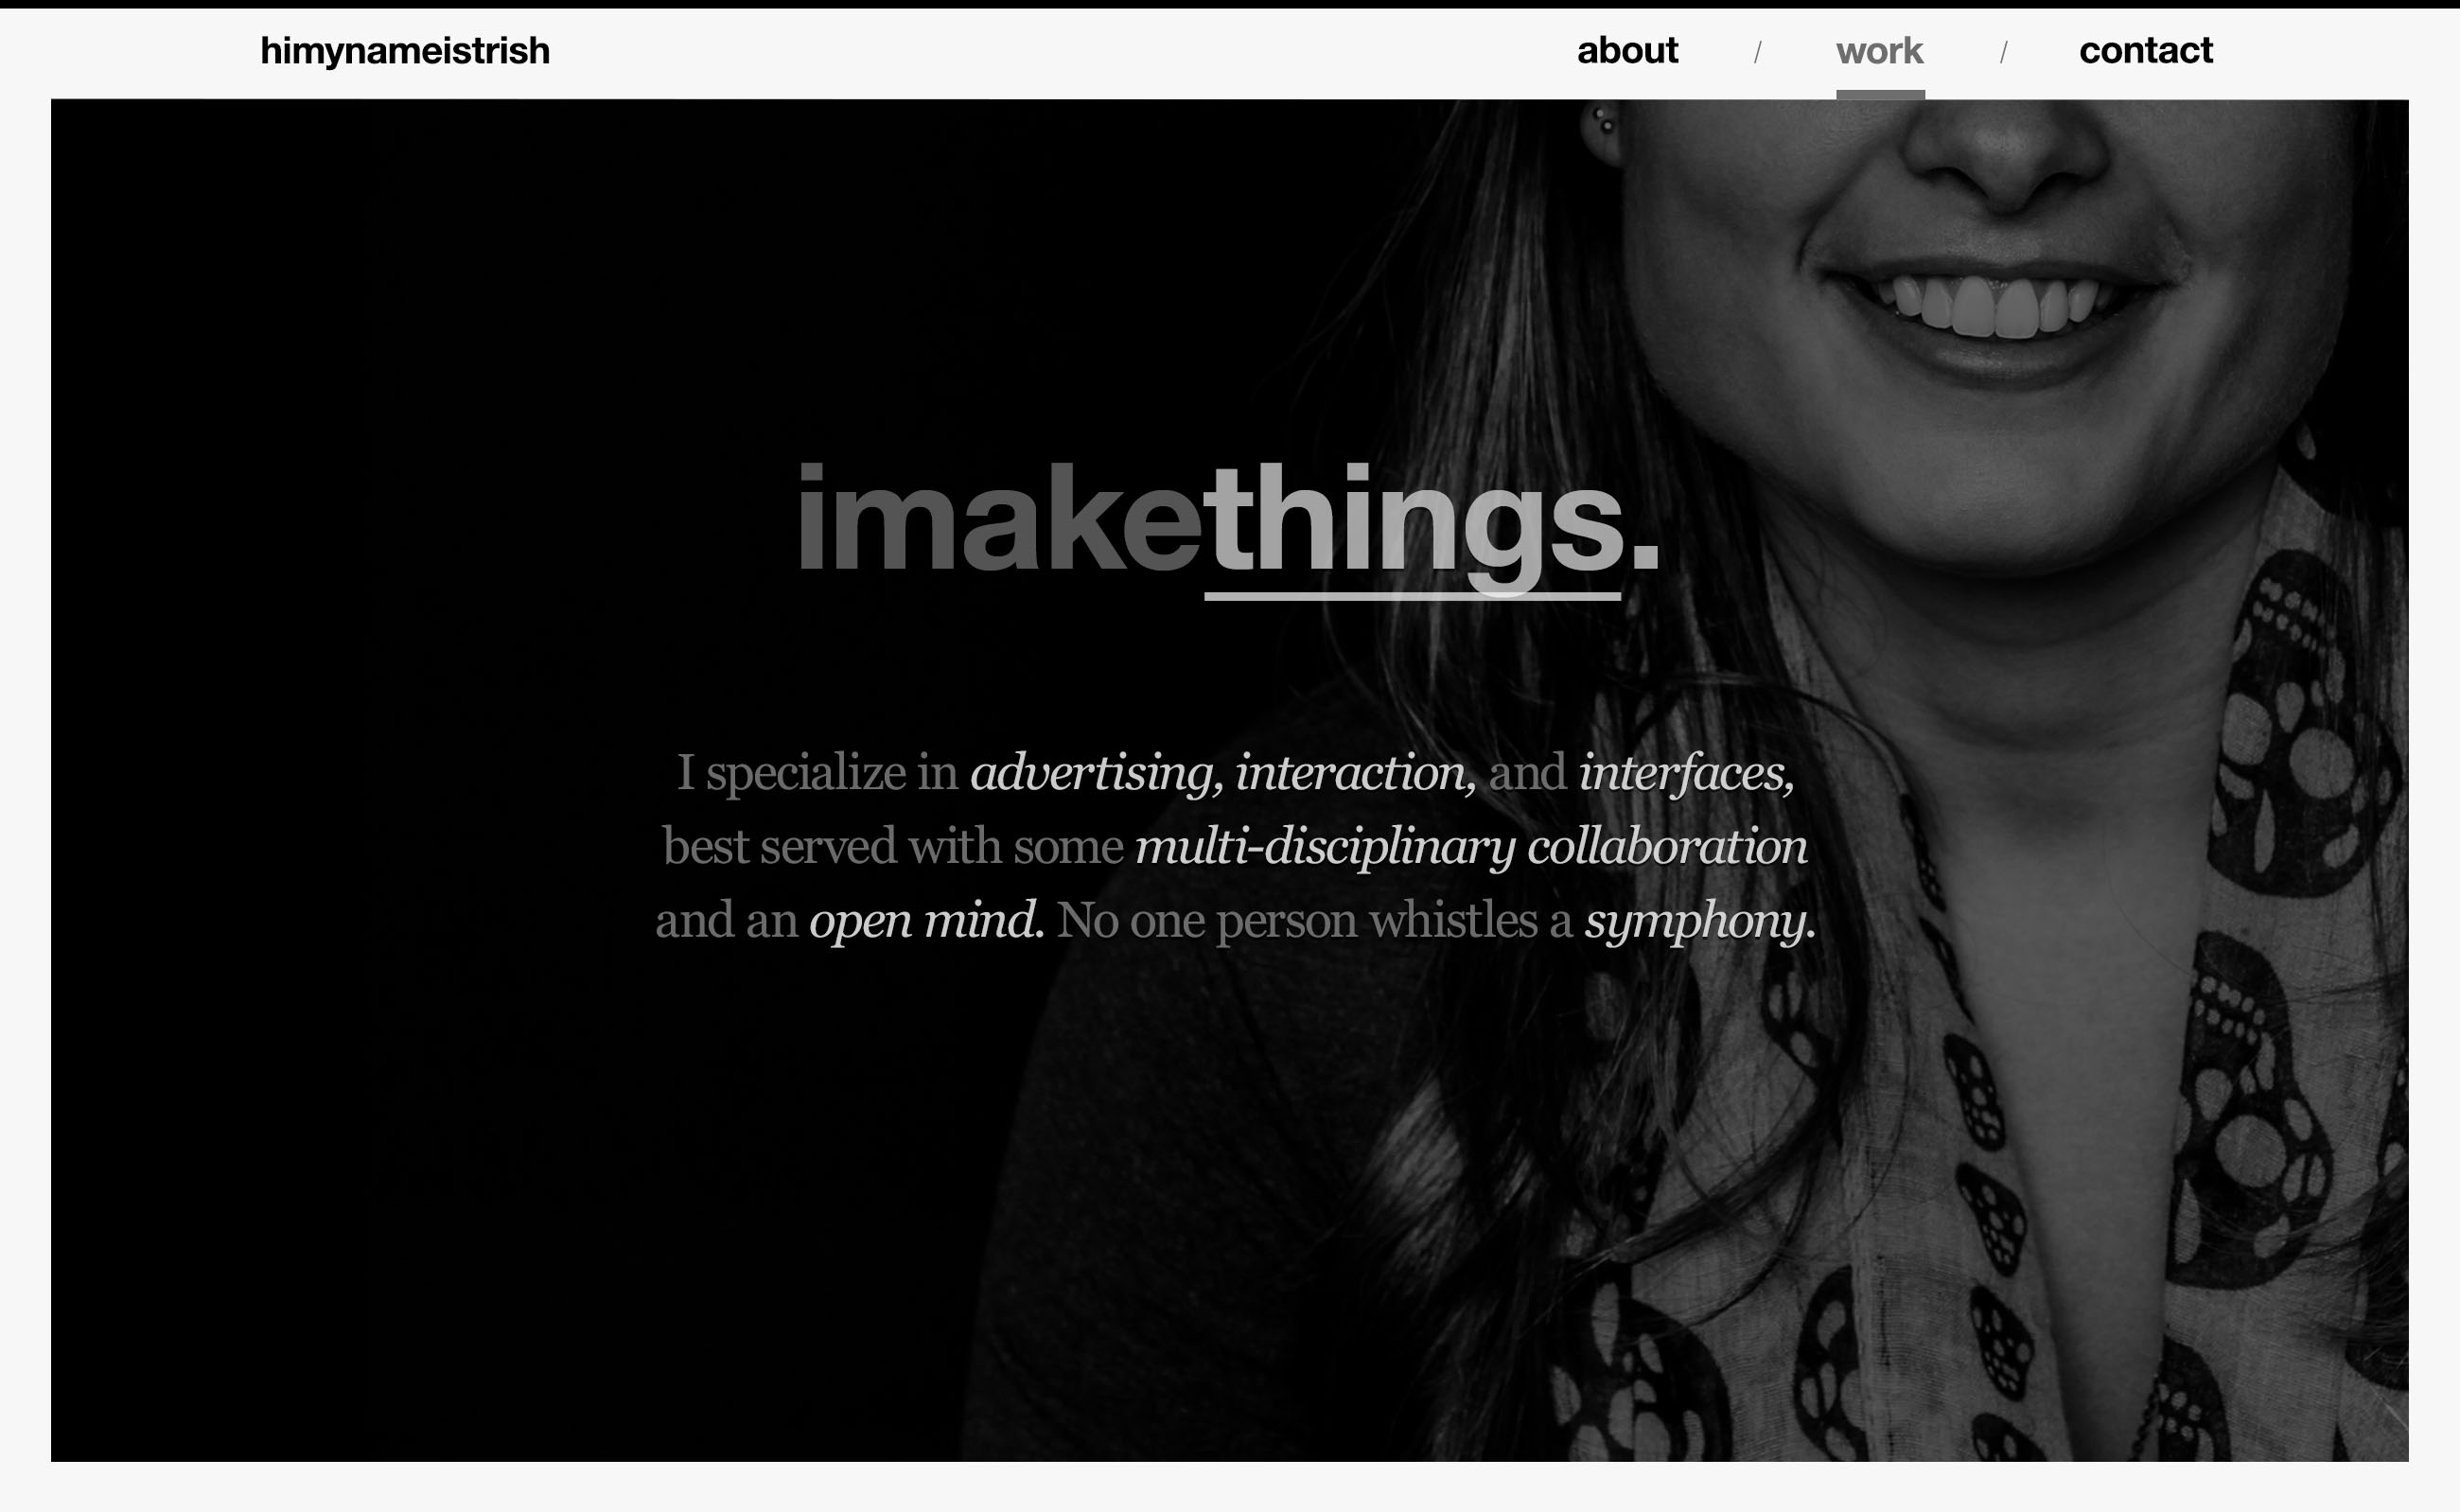 himynameistrish
about / work / contact
imakethings.
I specialize in advertising, interaction, and interfaces,
best served with some multi-disciplinary collaboration
and an open mind. No one person whistles a symphony.